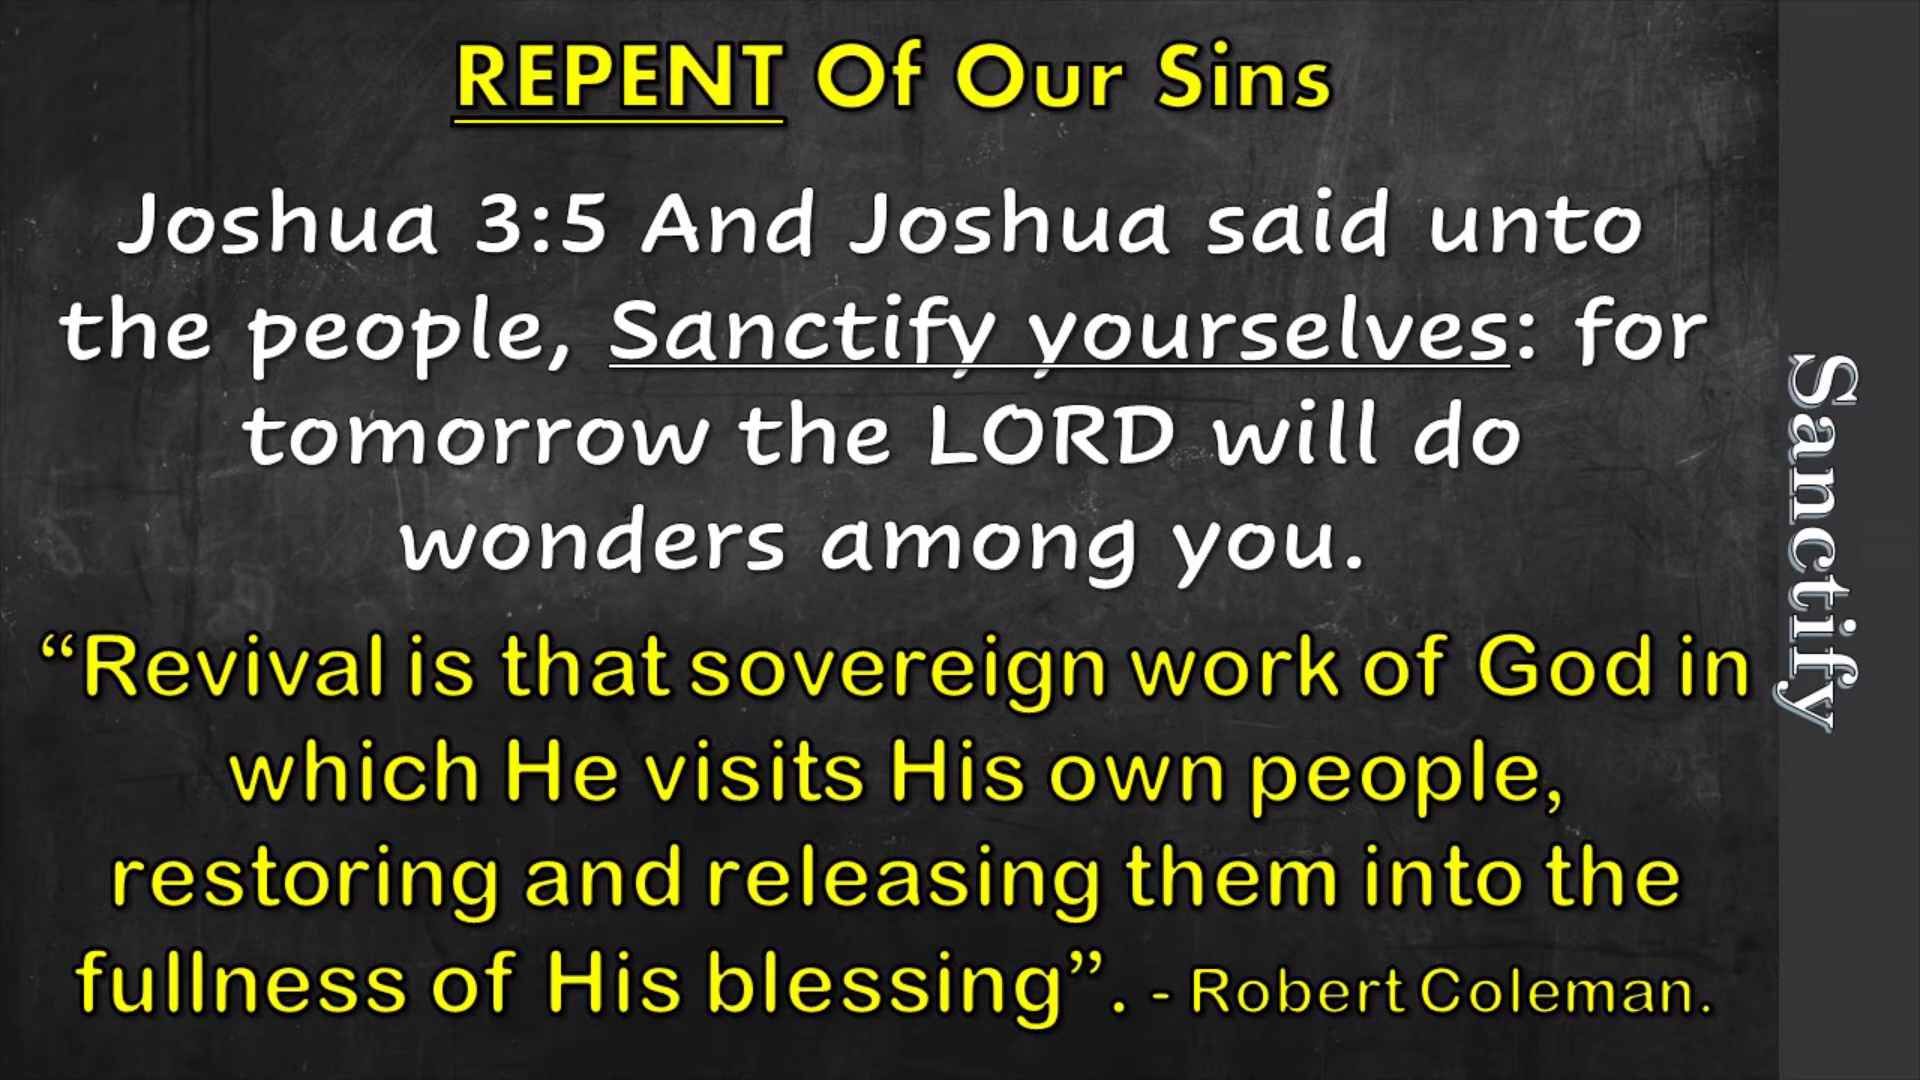 REPENT Of Our Sins
Joshua 3:5 And Joshua said unto
the people, Sanctify yourselves: for
tomorrow the LORD will do
wonders among you.
“Revival is that sovereign work of God in
which He visits His own people,
restoring and releasing them into the
fullness of His blessing”. - Robert Coleman.
Sanctify